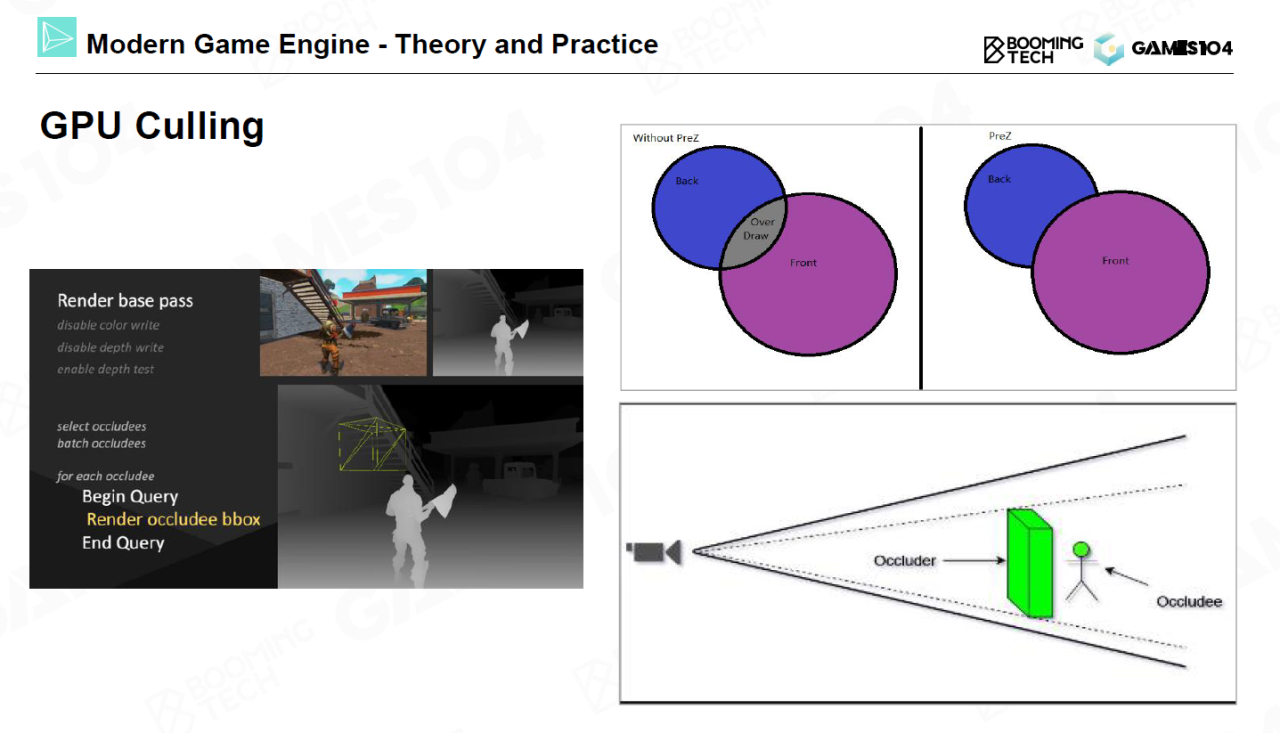 Modern Game Engine - Theory and Practice
BOOMING
TECH
GAMES104
GPU Culling
Render base pass
disable color write
disable depth write
enable depth test
select occludees
batch occludees
for each occludee
Begin Query
Render occludee bbox
End Query
Without PreZ
Back
Over
Draw
Front
PreZ
Back
Front
Occluder
Occludee